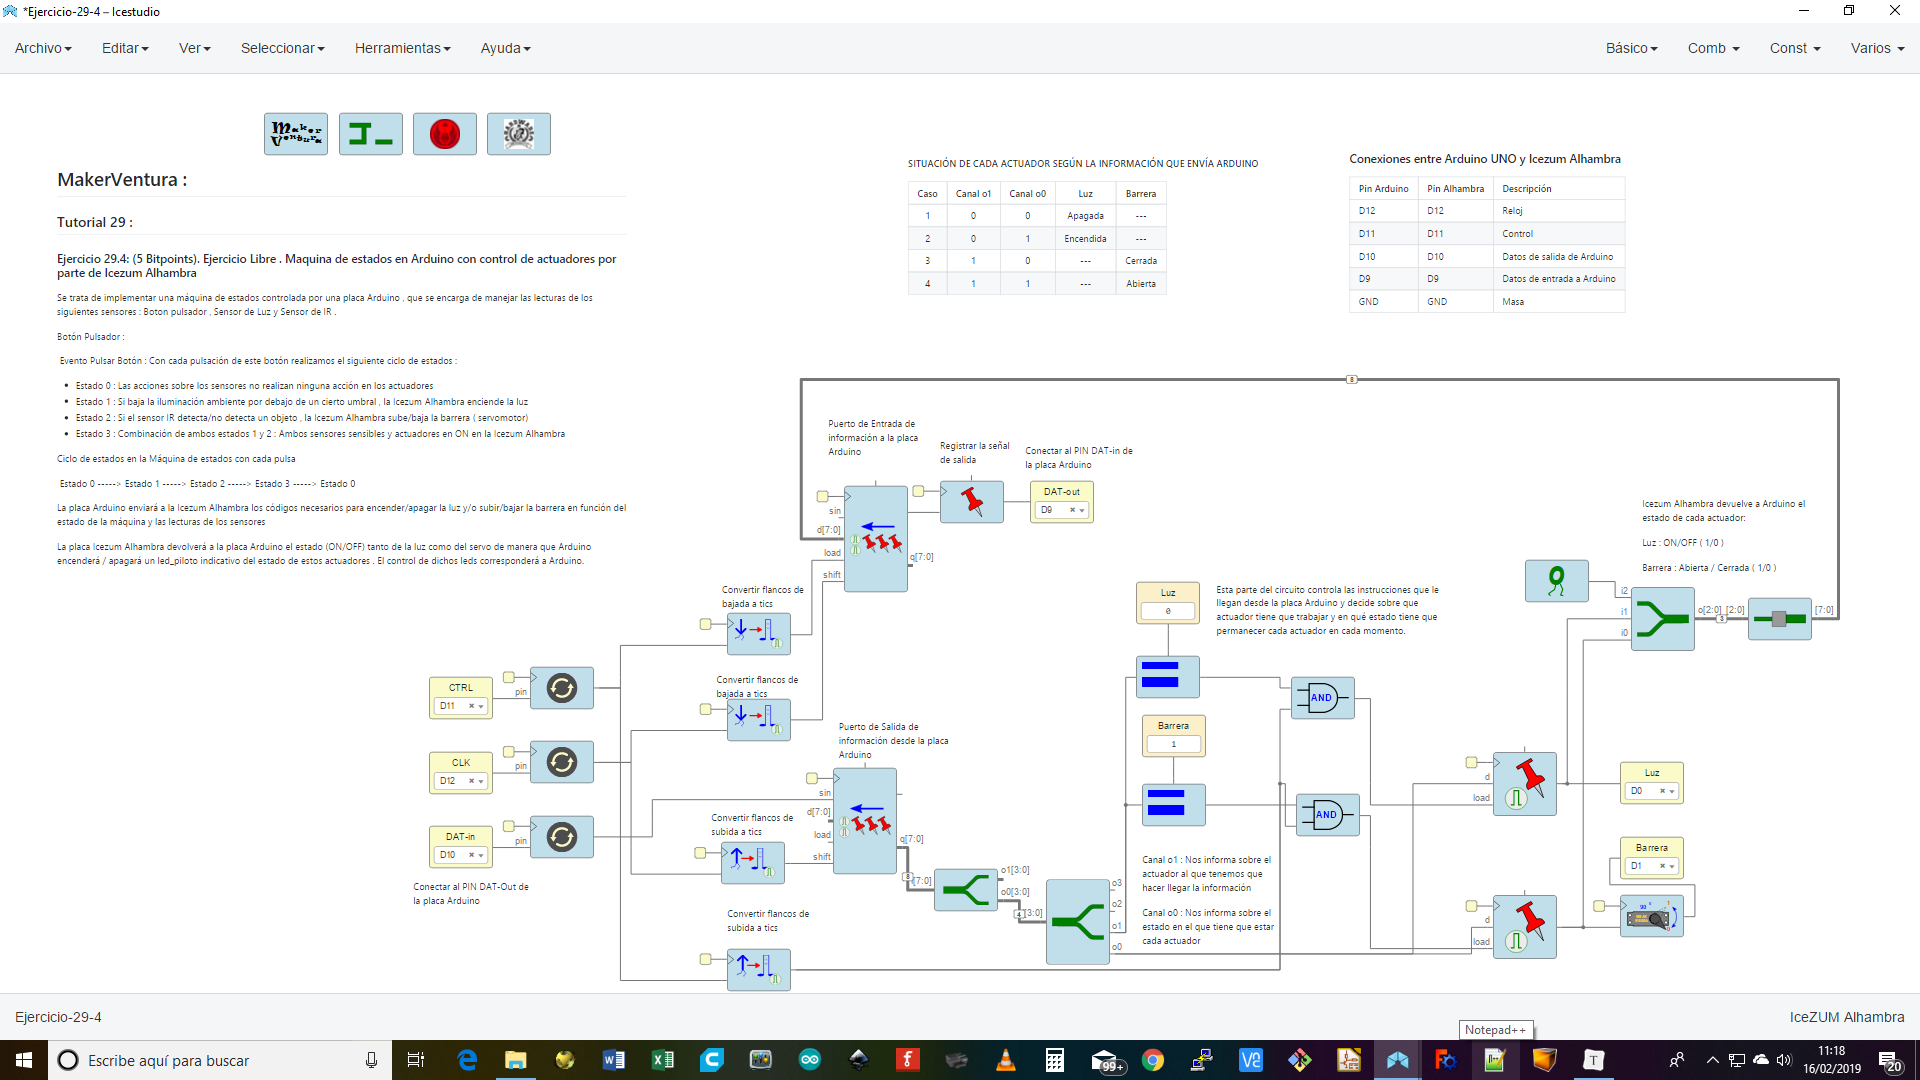 *Ejercicio-29-4 – Icestudio
Archivo Editar Ver Seleccionar Herramientas Ayuda Básico Comb Const Varios
Maker Ventura
MakerVentura :
Tutorial 29 :
Ejercicio 29.4: (5 Bitpoints). Ejercicio Libre . Maquina de estados en Arduino con control de actuadores por
parte de Icezum Alhambra
Se trata de implementar una máquina de estados controlada por una placa Arduino , que se encarga de manejar las lecturas de los
siguientes sensores : Boton pulsador , Sensor de Luz y Sensor de IR .
Botón Pulsador :
Evento Pulsar Botón : Con cada pulsación de este botón realizamos el siguiente ciclo de estados :
Estado 0 : Las acciones sobre los sensores no realizan ninguna acción en los actuadores
Estado 1 : Si baja la iluminación ambiente por debajo de un cierto umbral , la Icezum Alhambra enciende la luz
Estado 2 : Si el sensor IR detecta/no detecta un objeto , la Icezum Alhambra sube/baja la barrera ( servomotor)
Estado 3 : Combinación de ambos estados 1 y 2 : Ambos sensores sensibles y actuadores en ON en la Icezum Alhambra
Ciclo de estados en la Máquina de estados con cada pulsa
Estado 0 -----> Estado 1 -----> Estado 2 -----> Estado 3 -----> Estado 0
La placa Arduino enviará a la Icezum Alhambra los códigos necesarios para encender/apagar la luz y/o subir/bajar la barrera en función del
estado de la máquina y las lecturas de los sensores
La placa Icezum Alhambra devolverá a la placa Arduino el estado (ON/OFF) tanto de la luz como del servo de manera que Arduino
encenderá / apagará un led_piloto indicativo del estado de estos actuadores . El control de dichos leds corresponderá a Arduino.
SITUACIÓN DE CADA ACTUADOR SEGÚN LA INFORMACIÓN QUE ENVÍA ARDUINO
Caso Canal o1 Canal o0 Luz Barrera
1 0 0 Apagada ---
2 0 1 Encendida ---
3 1 0 --- Cerrada
4 1 1 --- Abierta
Conexiones entre Arduino UNO y Icezum Alhambra
Pin Arduino Pin Alhambra Descripción
D12 D12 Reloj
D11 D11 Control
D10 D10 Datos de salida de Arduino
D9 D9 Datos de entrada a Arduino
GND GND Masa
8
Puerto de Entrada de
información a la placa
Arduino
sin
d[7:0]
load
shift
q[7:0]
Registrar la señal
de salida
Conectar al PIN DAT-in de
la placa Arduino
DAT-out
D9
Convertir flancos de
bajada a tics
Convertir flancos de
bajada a tics
CTRL
D11
pin
CLK
D12
pin
DAT-in
D10
pin
Conectar al PIN DAT-Out de
la placa Arduino
Puerto de Salida de
información desde la placa
Arduino
sin
d[7:0]
load
shift
q[7:0]
Convertir flancos de
subida a tics
Convertir flancos de
subida a tics
8
[7:0]
o1[3:0]
o0[3:0]
4
[3:0]
o3
o2
o1
o0
Luz
0
Barrera
1
Esta parte del circuito controla las instrucciones que le
llegan desde la placa Arduino y decide sobre que
actuador tiene que trabajar y en qué estado tiene que
permanecer cada actuador en cada momento.
AND
AND
Canal o1 : Nos informa sobre el
actuador al que tenemos que
hacer llegar la información
Canal o0 : Nos informa sobre el
estado en el que tiene que estar
cada actuador
Icezum Alhambra devuelve a Arduino el
estado de cada actuador:
Luz : ON/OFF ( 1/0 )
Barrera : Abierta / Cerrada ( 1/0 )
i2
i1
i0
o[2:0]
3
[2:0]
[7:0]
d
load
Luz
D0
Barrera
D1
d
load
90 º
1
0
Ejercicio-29-4 IceZUM Alhambra
Notepad++
Escribe aquí para buscar
99+
11:18
16/02/2019
20